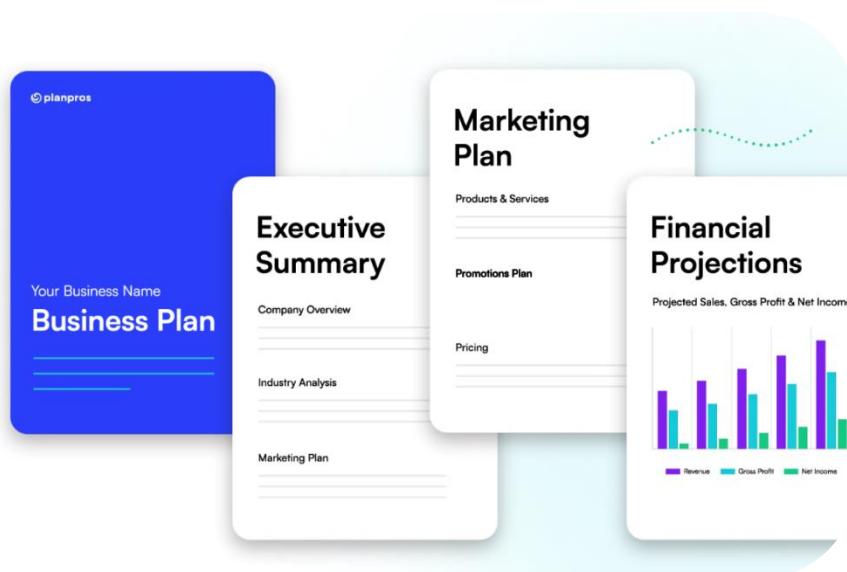 planpros
Your Business Name
Business Plan
Executive
Summary
Company Overview
Industry Analysis
Marketing Plan
Marketing
Plan
Products & Services
Promotions Plan
Pricing
Financial
Projections
Projected Sales, Gross Profit & Net Income
Revenue
Gross Profit
Net Income